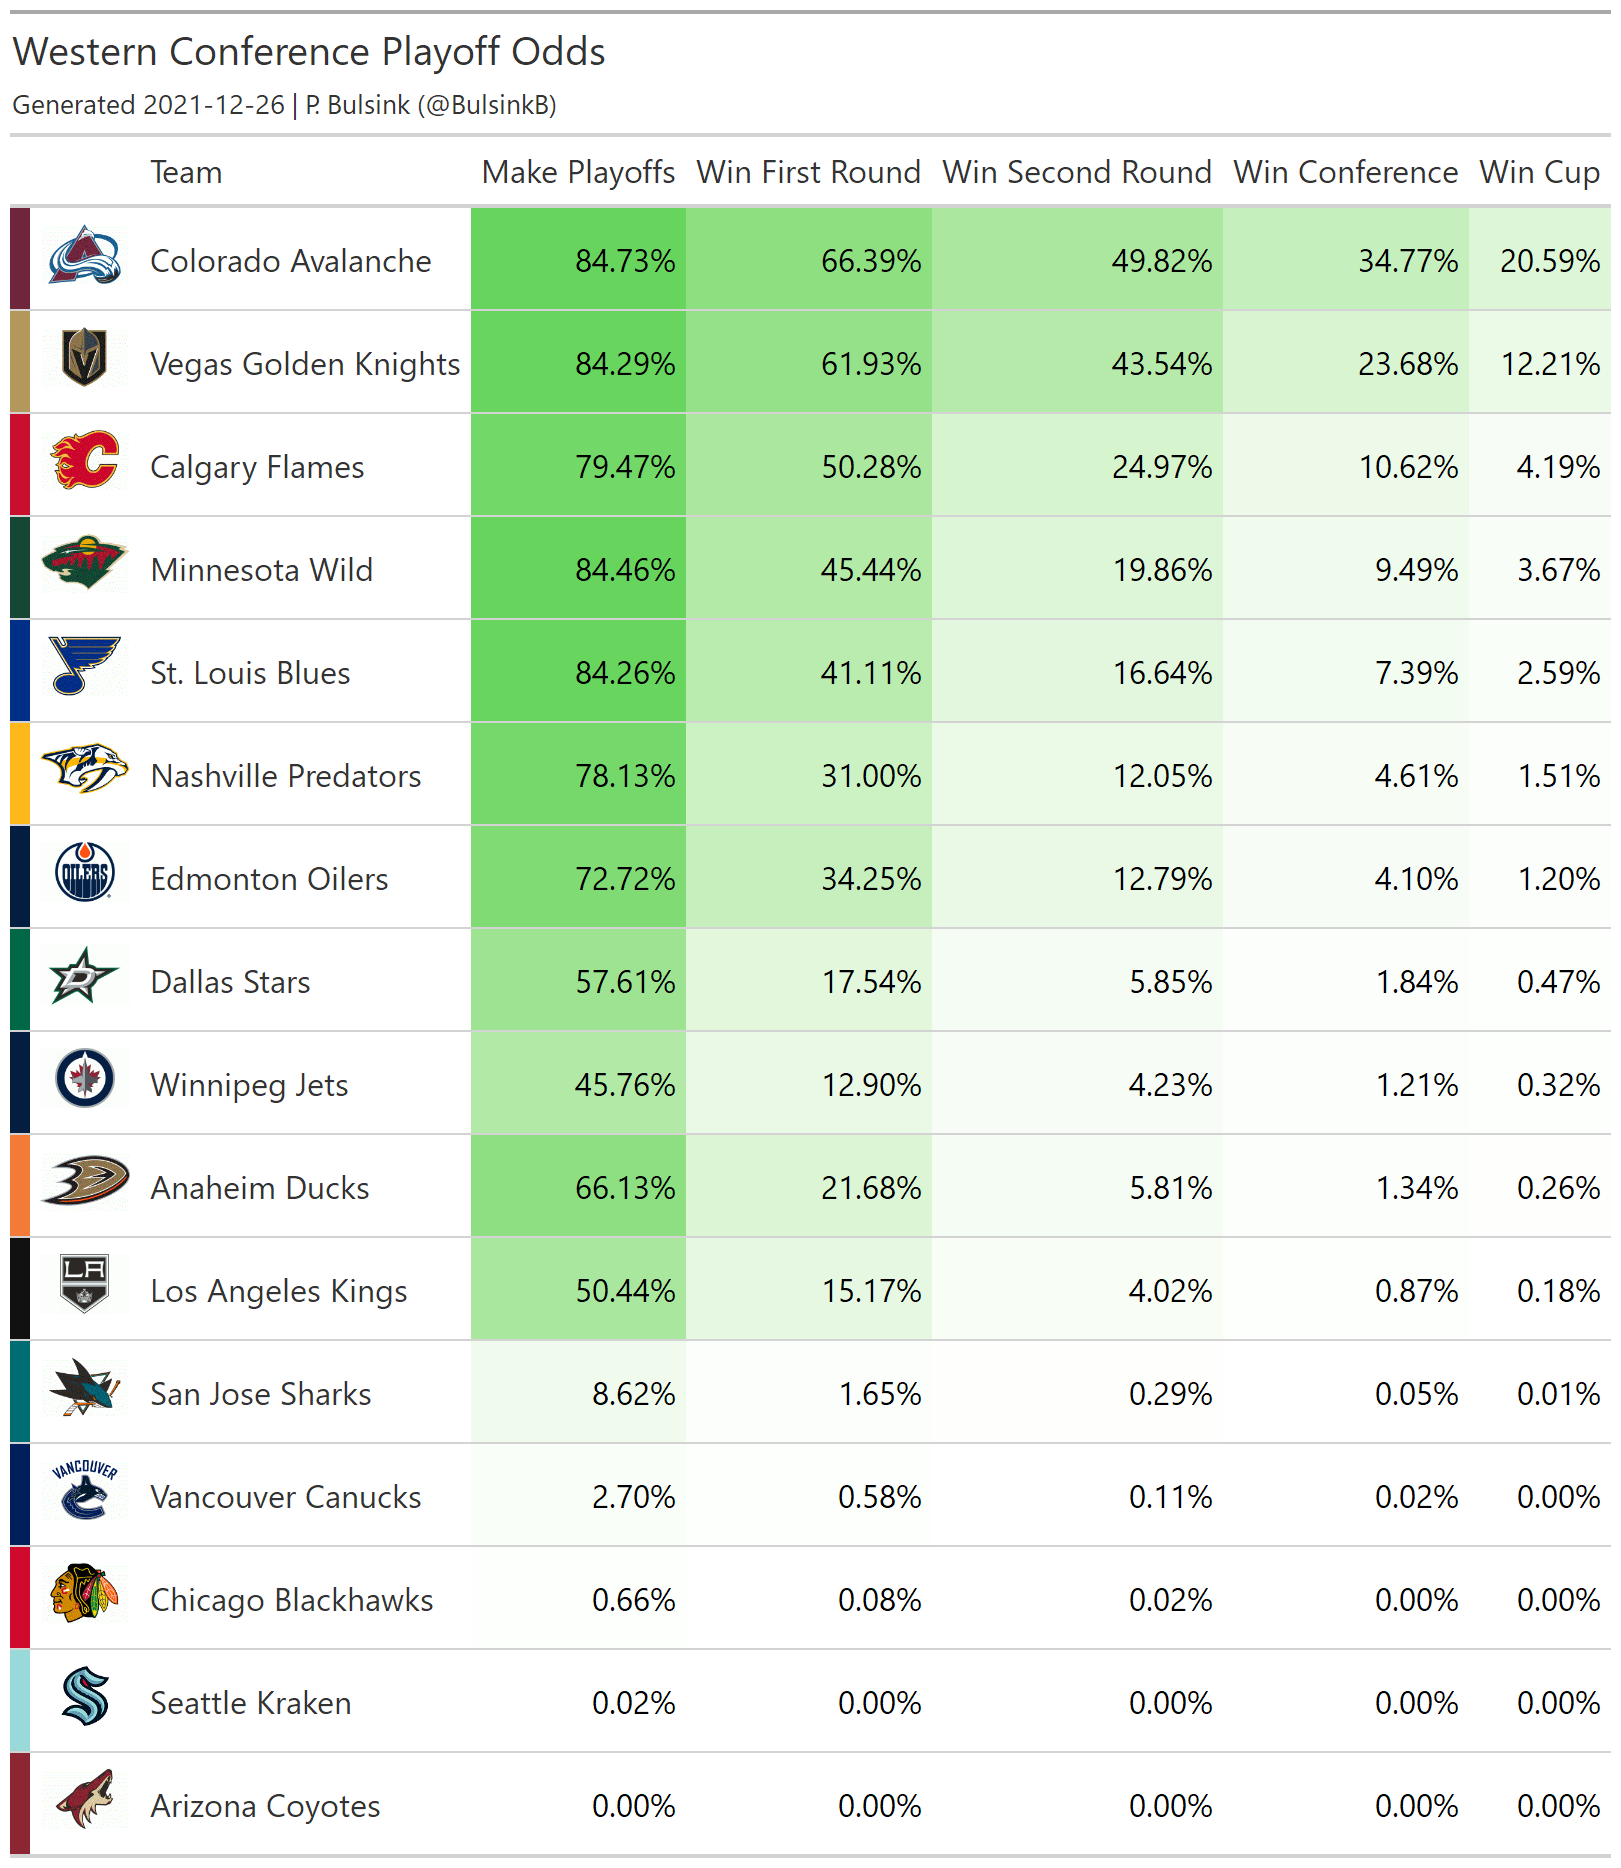 Western Conference Playoff Odds
Generated 2021-12-26 | P. Bulsink (@BulsinkB)
Team Make Playoffs Win First Round Win Second Round Win Conference Win Cup
Colorado Avalanche 84.73% 66.39% 49.82% 34.77% 20.59%
Vegas Golden Knights 84.29% 61.93% 43.54% 23.68% 12.21%
Calgary Flames 79.47% 50.28% 24.97% 10.62% 4.19%
Minnesota Wild 84.46% 45.44% 19.86% 9.49% 3.67%
St. Louis Blues 84.26% 41.11% 16.64% 7.39% 2.59%
Nashville Predators 78.13% 31.00% 12.05% 4.61% 1.51%
OILERS Edmonton Oilers 72.72% 34.25% 12.79% 4.10% 1.20%
D Dallas Stars 57.61% 17.54% 5.85% 1.84% 0.47%
Winnipeg Jets 45.76% 12.90% 4.23% 1.21% 0.32%
Anaheim Ducks 66.13% 21.68% 5.81% 1.34% 0.26%
LA Los Angeles Kings 50.44% 15.17% 4.02% 0.87% 0.18%
San Jose Sharks 8.62% 1.65% 0.29% 0.05% 0.01%
VANCOUVER Vancouver Canucks 2.70% 0.58% 0.11% 0.02% 0.00%
Chicago Blackhawks 0.66% 0.08% 0.02% 0.00% 0.00%
Seattle Kraken 0.02% 0.00% 0.00% 0.00% 0.00%
Arizona Coyotes 0.00% 0.00% 0.00% 0.00% 0.00%